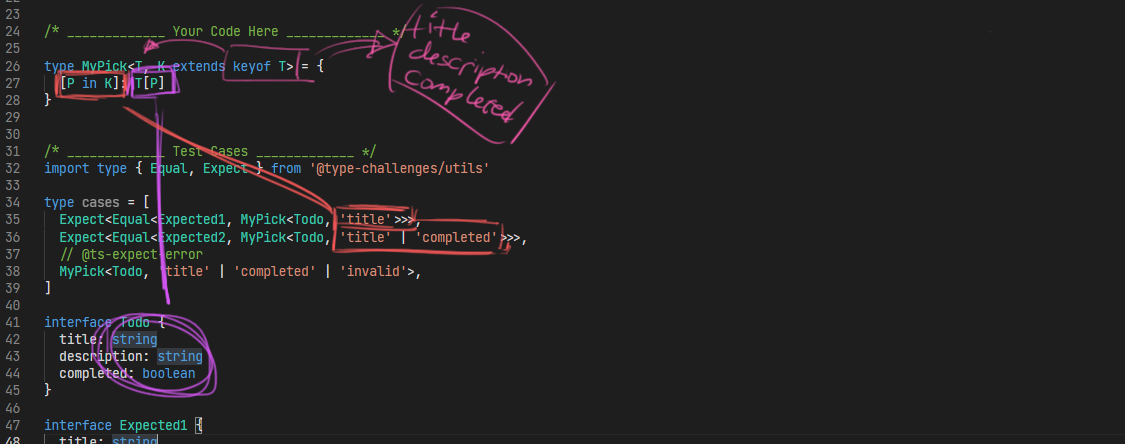 22
23
24 /* _____________ Your Code Here _____________ */
25
26 type MyPick<T, K extends keyof T> = {
27 [P in K]: T[P]
28 }
29
30
31 /* _____________ Test Cases _____________ */
32 import type { Equal, Expect } from '@type-challenges/utils'
33
34 type cases = [
35 Expect<Equal<Expected1, MyPick<Todo, 'title'>>>,
36 Expect<Equal<Expected2, MyPick<Todo, 'title' | 'completed'>>>,
37 // @ts-expect-error
38 MyPick<Todo, 'title' | 'completed' | 'invalid'>,
39 ]
40
41 interface Todo {
42 title: string
43 description: string
44 completed: boolean
45 }
46
47 interface Expected1 {
48 title: string
title
description
completed